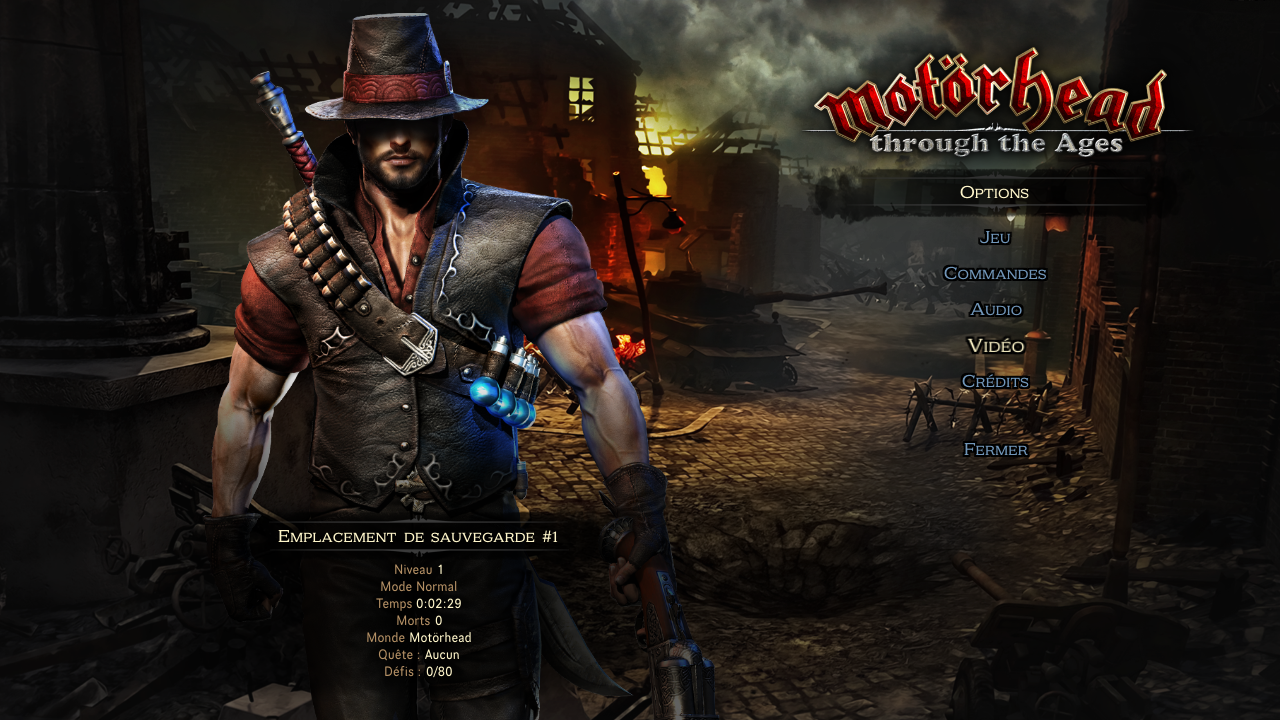 motörhead
through the Ages
Options
Jeu
Commandes
Audio
Vidéo
Crédits
Fermer
Emplacement de sauvegarde #1
Niveau 1
Mode Normal
Temps 0:02:29
Morts 0
Monde Motörhead
Quête : Aucun
Défis : 0/80